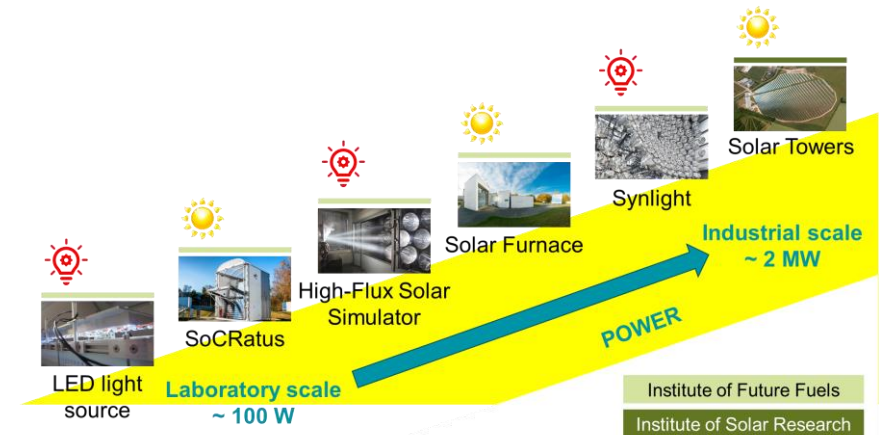 Solar Towers
Synlight
Solar Furnace
Industrial scale
~ 2 MW
High-Flux Solar
Simulator
SoCRatus
POWER
LED light
source
Laboratory scale
~ 100 W
Institute of Future Fuels
Institute of Solar Research